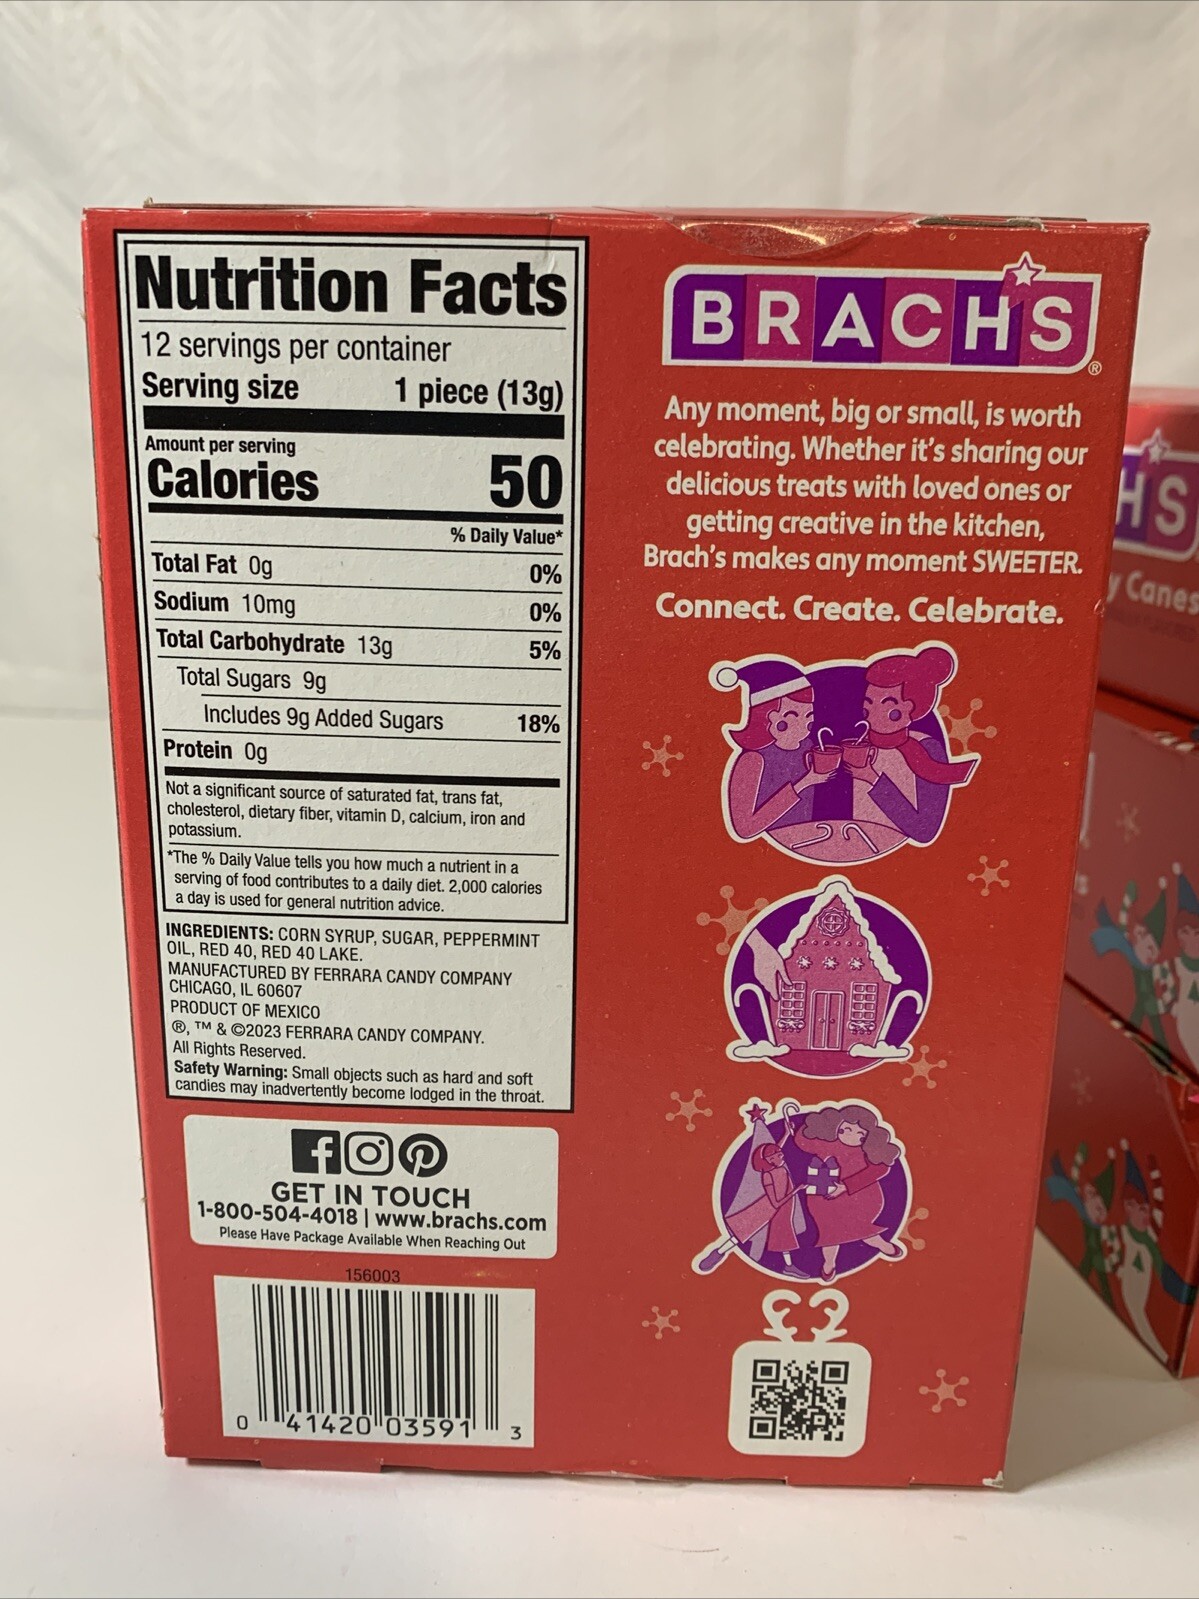 Nutrition Facts
12 servings per container
Serving size 1 piece (13g)
Amount per serving
Calories 50
% Daily Value*
Total Fat 0g 0%
Sodium 10mg 0%
Total Carbohydrate 13g 5%
Total Sugars 9g
Includes 9g Added Sugars 18%
Protein 0g
Not a significant source of saturated fat, trans fat,
cholesterol, dietary fiber, vitamin D, calcium, iron and
potassium.
*The % Daily Value tells you how much a nutrient in a
serving of food contributes to a daily diet. 2,000 calories
a day is used for general nutrition advice.
INGREDIENTS: CORN SYRUP, SUGAR, PEPPERMINT
OIL, RED 40, RED 40 LAKE.
MANUFACTURED BY FERRARA CANDY COMPANY
CHICAGO, IL 60607
PRODUCT OF MEXICO
®, ™ & ©2023 FERRARA CANDY COMPANY.
All Rights Reserved.
Safety Warning: Small objects such as hard and soft
candies may inadvertently become lodged in the throat.
GET IN TOUCH
1-800-504-4018 | www.brachs.com
Please Have Package Available When Reaching Out
156003
0 41420 03591 3
BRACH'S®
Any moment, big or small, is worth
celebrating. Whether it's sharing our
delicious treats with loved ones or
getting creative in the kitchen,
Brach's makes any moment SWEETER.
Connect. Create. Celebrate.
H'S
y Canes